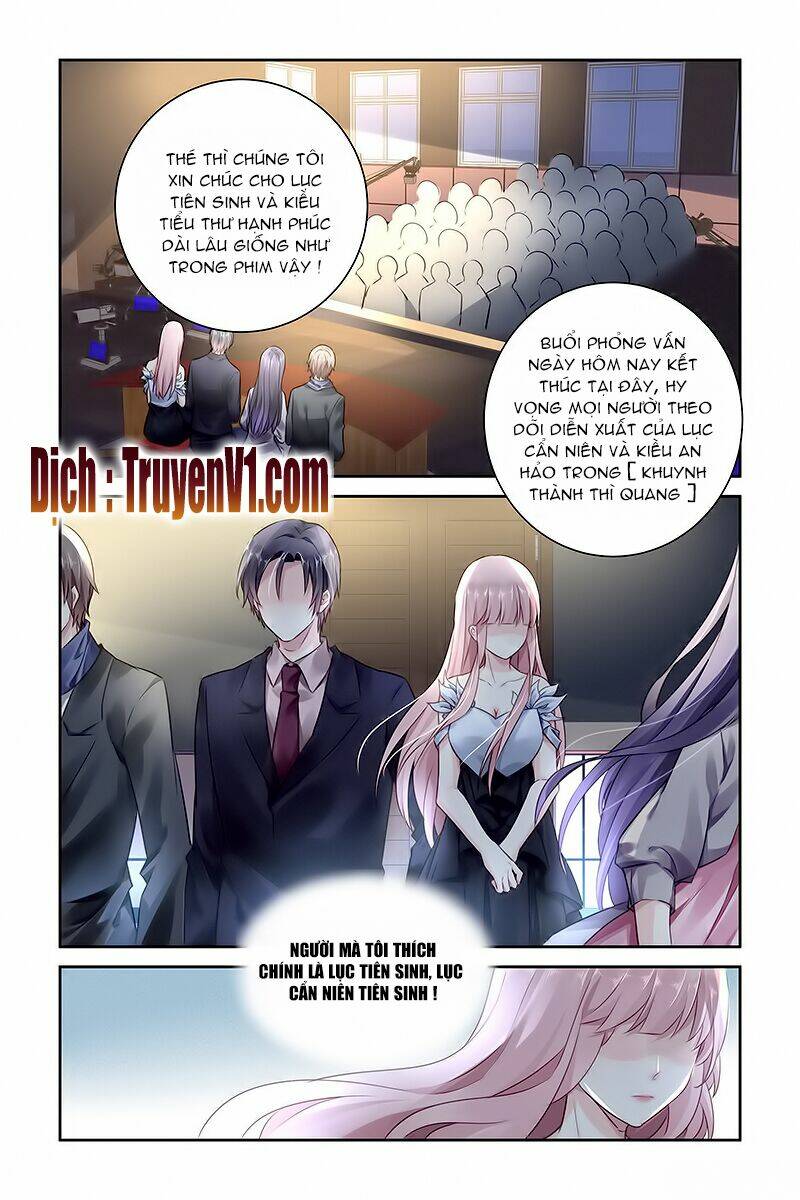 THẾ THÌ CHÚNG TÔI
XIN CHÚC CHO LỤC
TIÊN SINH VÀ KIỀU
TIỂU THƯ HẠNH PHÚC
DÀI LÂU GIỐNG NHƯ
TRONG PHIM VẬY !
BUỔI PHỎNG VẤN
NGÀY HÔM NAY KẾT
THÚC TẠI ĐÂY, HY
VỌNG MỌI NGƯỜI THEO
DÕI DIỄN XUẤT CỦA LỤC
CẨN NIÊN VÀ KIỀU AN
HẢO TRONG [ KHUYNH
THÀNH THÌ QUANG ]
Dịch : TruyenV1.com
NGƯỜI MÀ TÔI THÍCH
CHÍNH LÀ LỤC TIÊN SINH, LỤC
CẨN NIÊN TIÊN SINH !